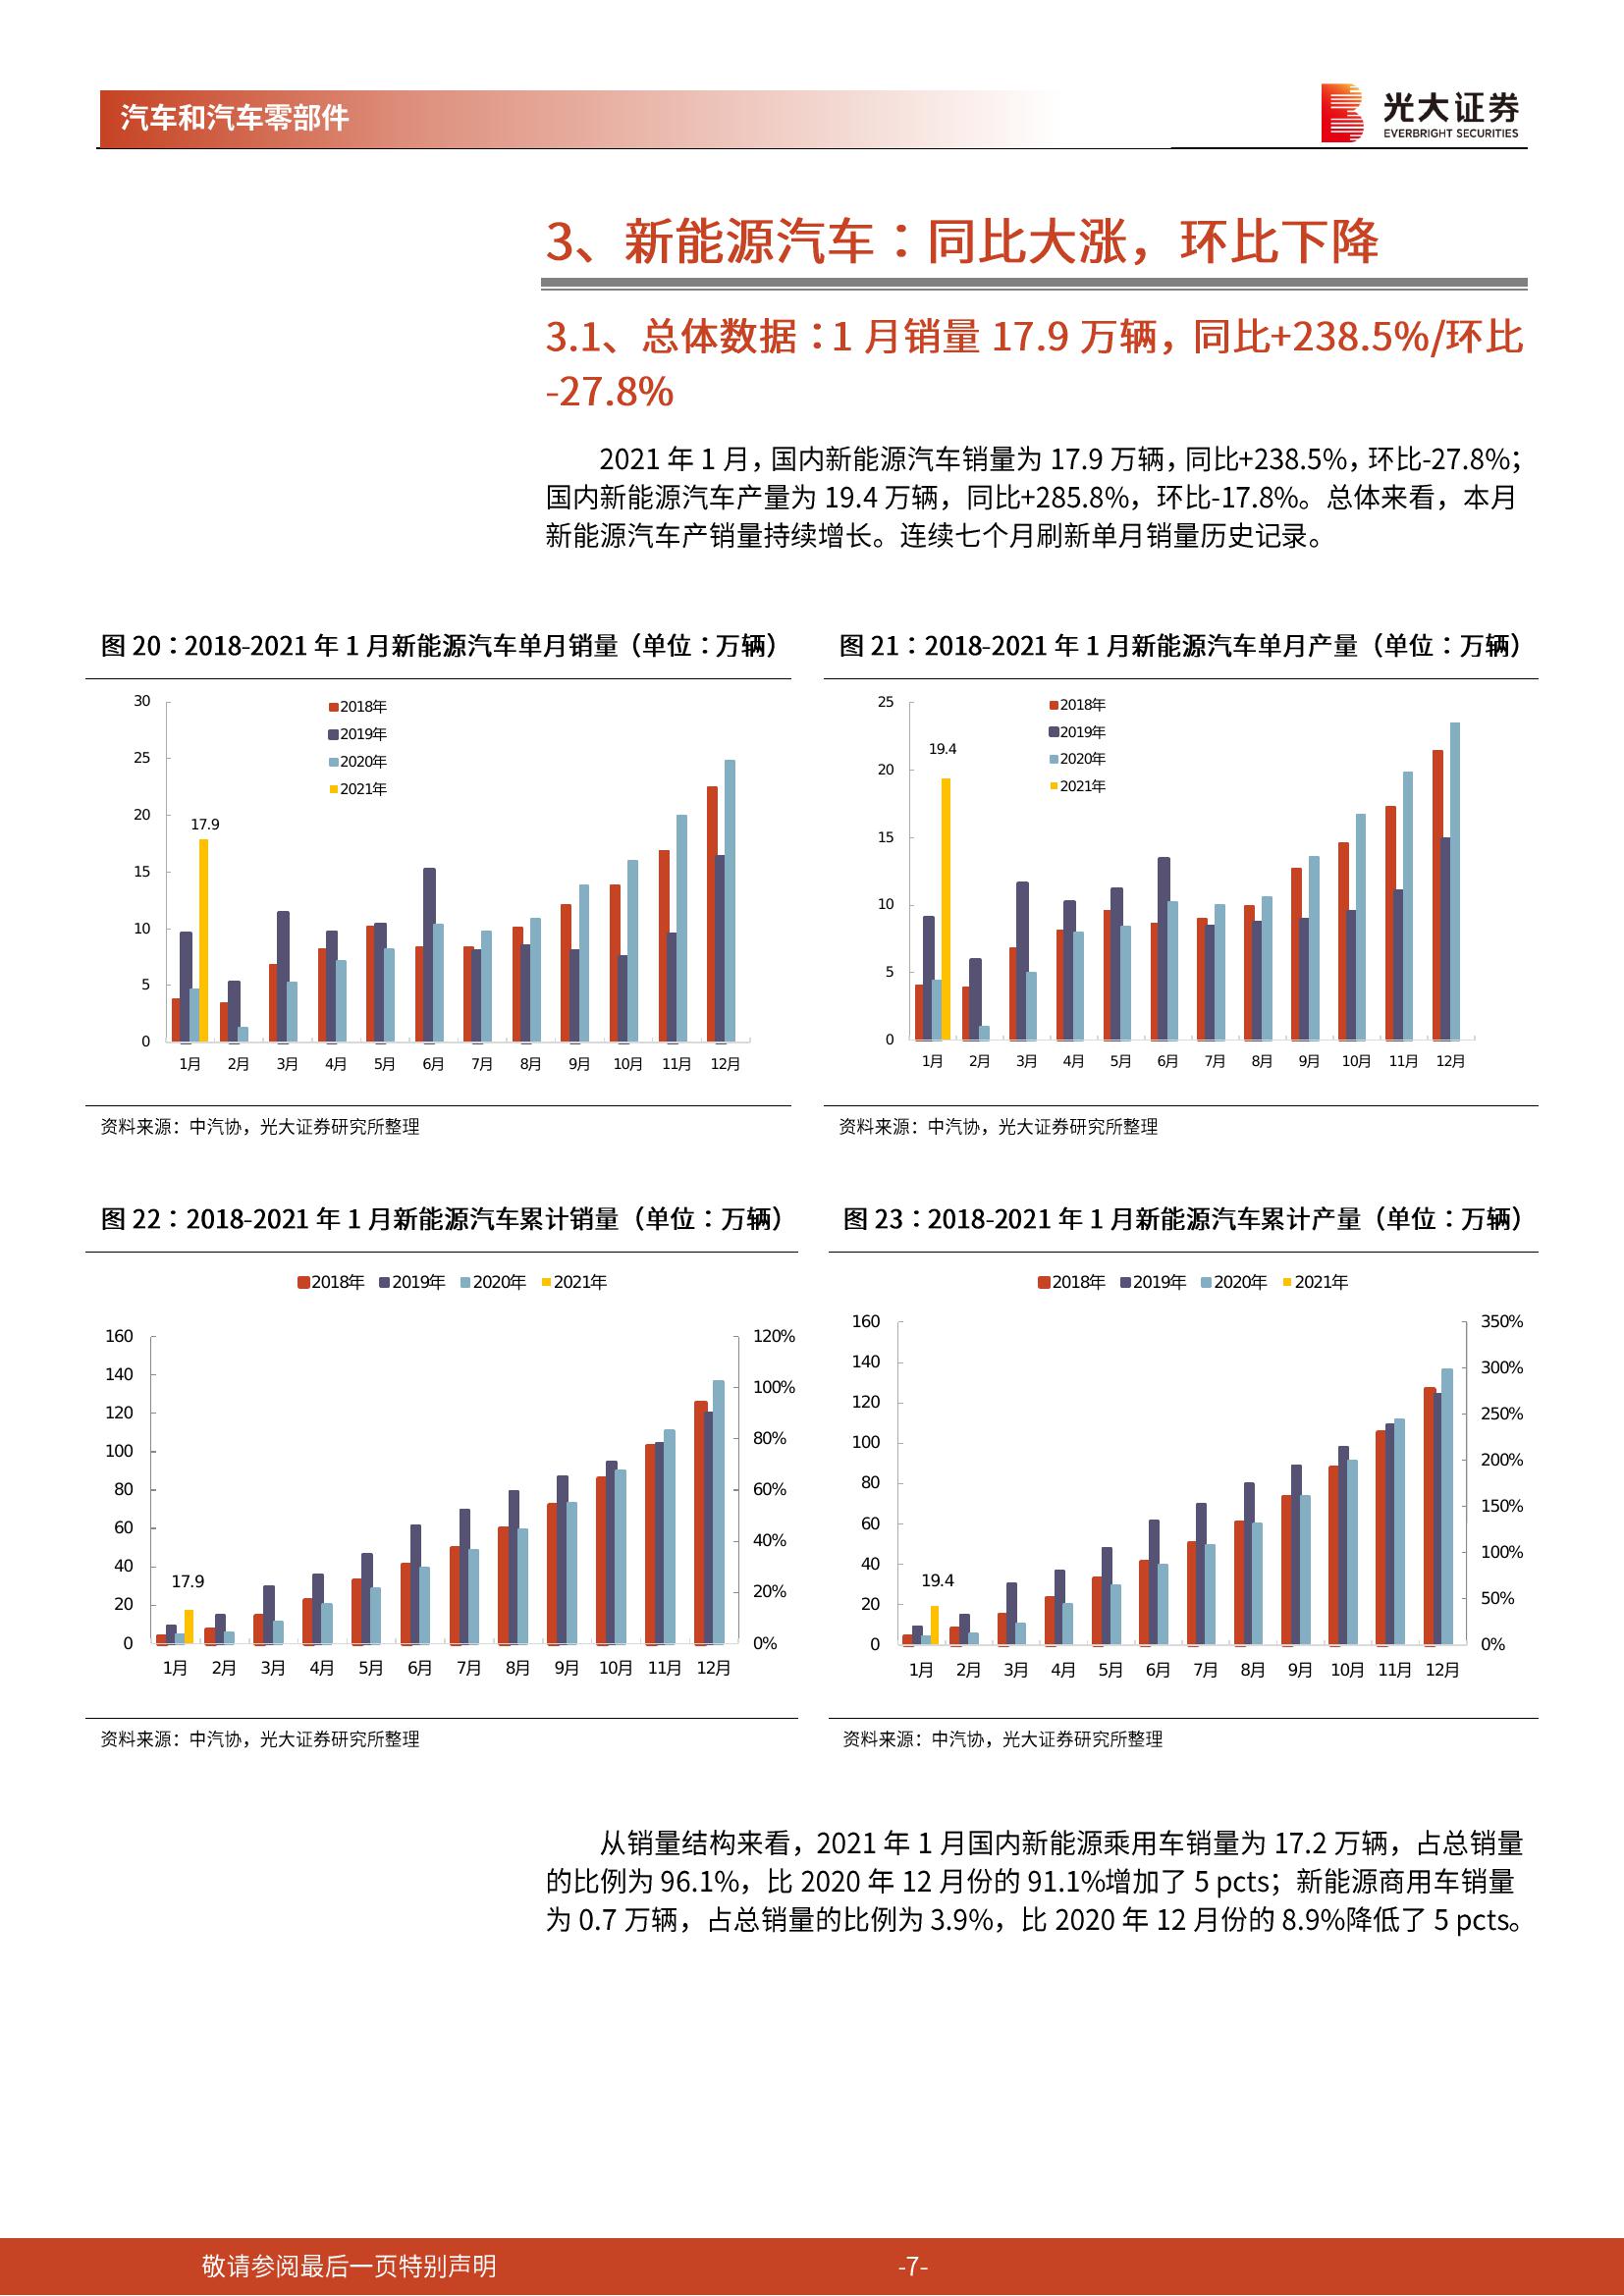 汽车和汽车零部件
光大证券
EVERBRIGHT SECURITIES
3、新能源汽车：同比大涨，环比下降
3.1、总体数据：1 月销量 17.9 万辆，同比+238.5%/环比
-27.8%
2021 年 1 月，国内新能源汽车销量为 17.9 万辆，同比+238.5%，环比-27.8%；
国内新能源汽车产量为 19.4 万辆，同比+285.8%，环比-17.8%。总体来看，本月
新能源汽车产销量持续增长。连续七个月刷新单月销量历史记录。
图 20：2018-2021 年 1 月新能源汽车单月销量（单位：万辆）
30
25
20
15
10
5
0
2018年
2019年
2020年
2021年
17.9
1月 2月 3月 4月 5月 6月 7月 8月 9月 10月 11月 12月
资料来源：中汽协，光大证券研究所整理
图 21：2018-2021 年 1 月新能源汽车单月产量（单位：万辆）
25
20
15
10
5
0
2018年
2019年
2020年
2021年
19.4
1月 2月 3月 4月 5月 6月 7月 8月 9月 10月 11月 12月
资料来源：中汽协，光大证券研究所整理
图 22：2018-2021 年 1 月新能源汽车累计销量（单位：万辆）
2018年 2019年 2020年 2021年
160
140
120
100
80
60
40
20
0
17.9
120%
100%
80%
60%
40%
20%
0%
1月 2月 3月 4月 5月 6月 7月 8月 9月 10月 11月 12月
资料来源：中汽协，光大证券研究所整理
图 23：2018-2021 年 1 月新能源汽车累计产量（单位：万辆）
2018年 2019年 2020年 2021年
160
140
120
100
80
60
40
20
0
19.4
350%
300%
250%
200%
150%
100%
50%
0%
1月 2月 3月 4月 5月 6月 7月 8月 9月 10月 11月 12月
资料来源：中汽协，光大证券研究所整理
从销量结构来看，2021 年 1 月国内新能源乘用车销量为 17.2 万辆，占总销量
的比例为 96.1%，比 2020 年 12 月份的 91.1%增加了 5 pcts；新能源商用车销量
为 0.7 万辆，占总销量的比例为 3.9%，比 2020 年 12 月份的 8.9%降低了 5 pcts。
敬请参阅最后一页特别声明
-7-